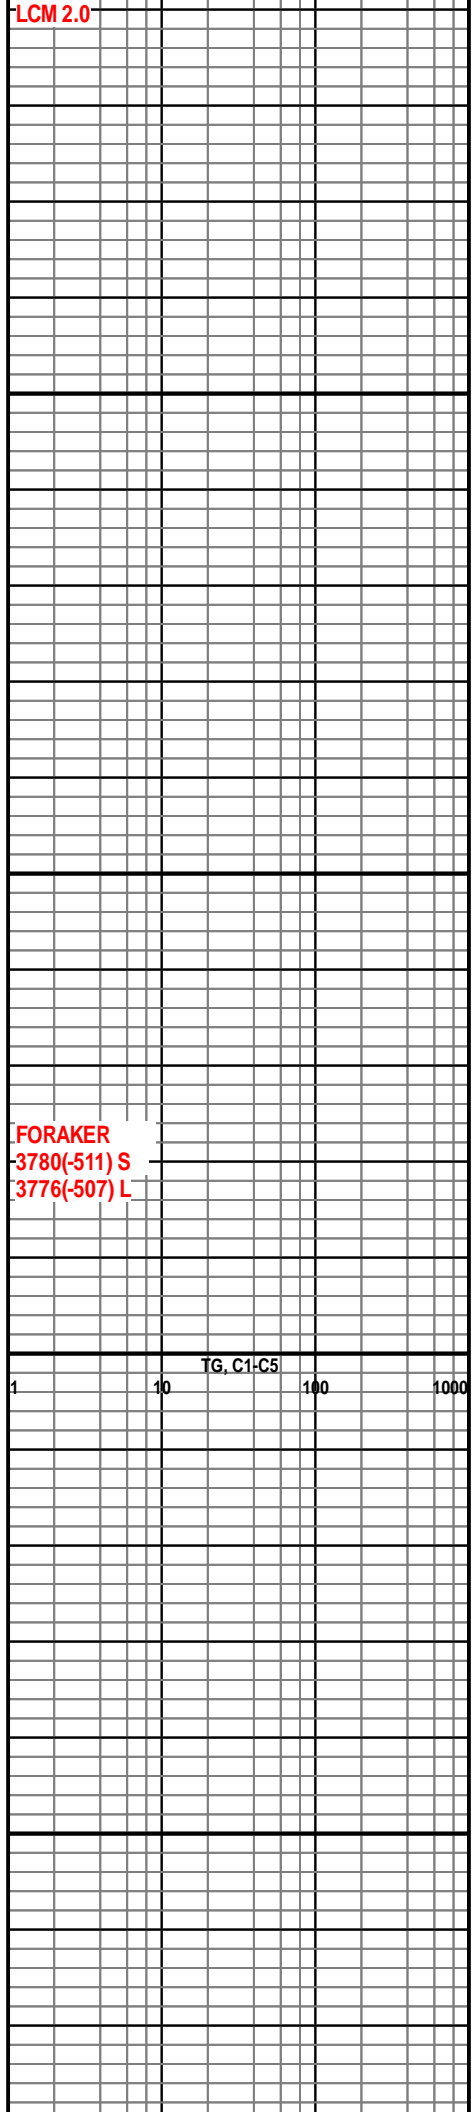 LCM 2.0
FORAKER
3780(-511) S
3776(-507) L
TG, C1-C5
1 10 100 1000